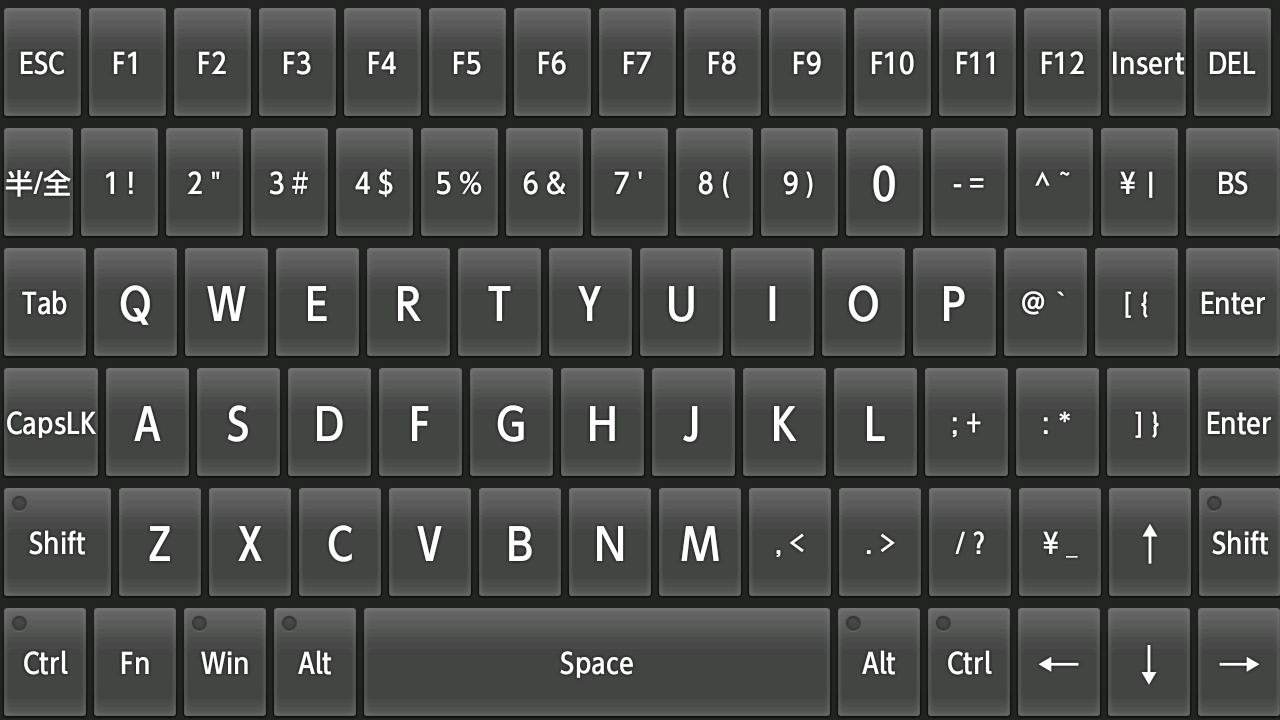 ESC F1 F2 F3 F4 F5 F6 F7 F8 F9 F10 F11 F12 Insert DEL
半/全 1 ! 2 " 3 # 4 $ 5 % 6 & 7 ' 8 ( 9 ) 0 - = ^ ~ ¥ | BS
Tab Q W E R T Y U I O P @ ` [ { Enter
CapsLK A S D F G H J K L ; + : * ] } Enter
Shift Z X C V B N M , < . > / ? ¥ _ ↑ Shift
Ctrl Fn Win Alt Space Alt Ctrl ← ↓ →